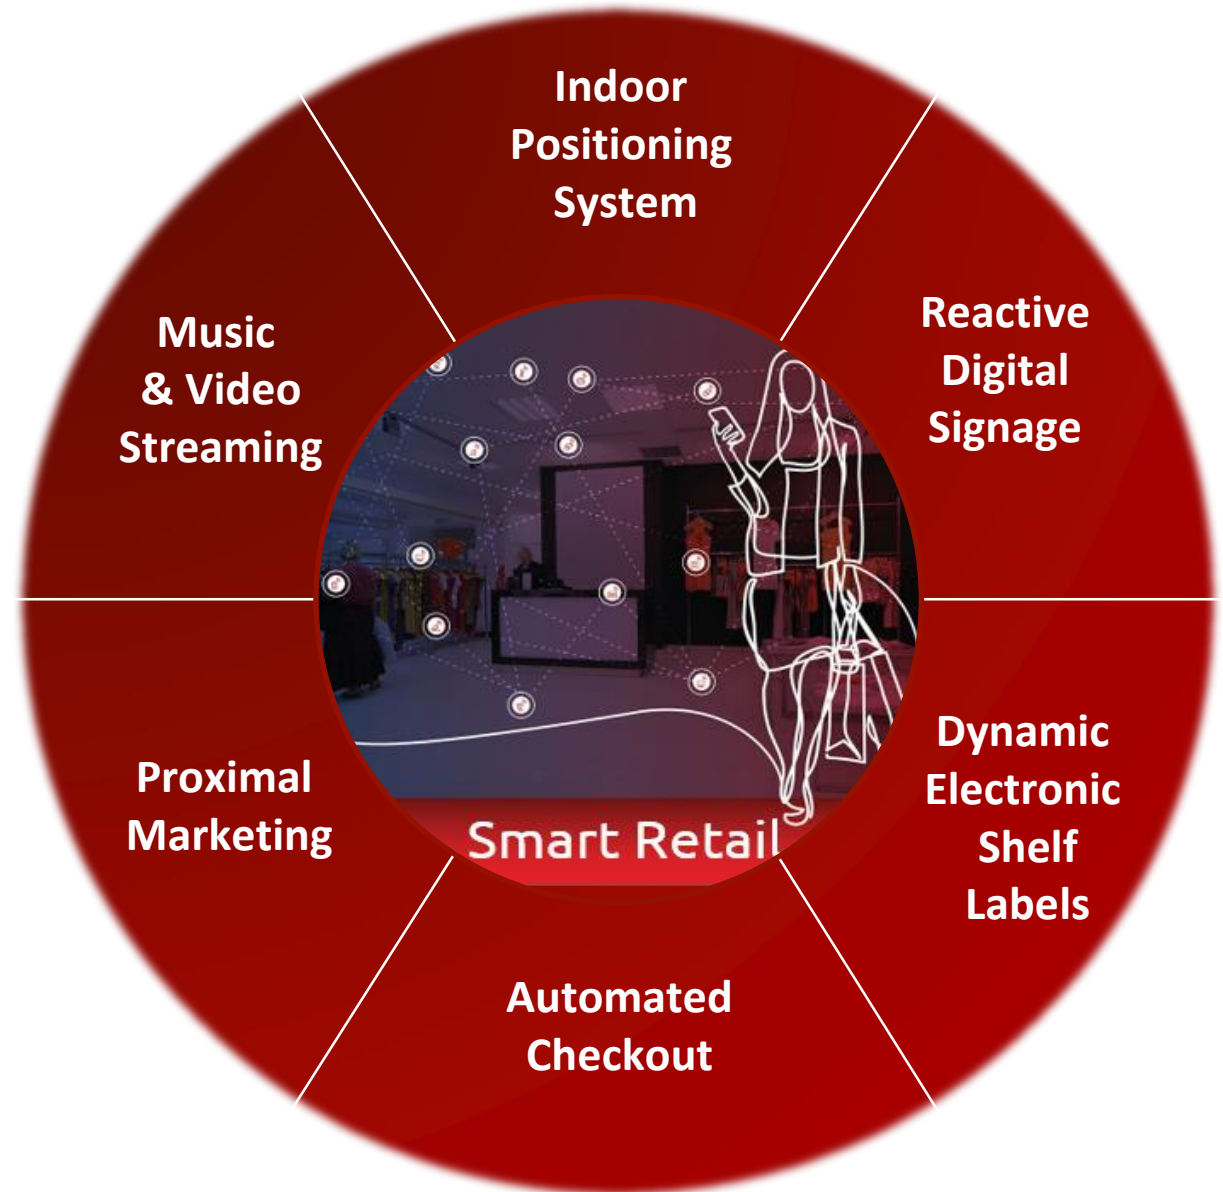 Indoor
Positioning
System
Reactive
Digital
Signage
Dynamic
Electronic
Shelf
Labels
Automated
Checkout
Proximal
Marketing
Music
& Video
Streaming
Smart Retail